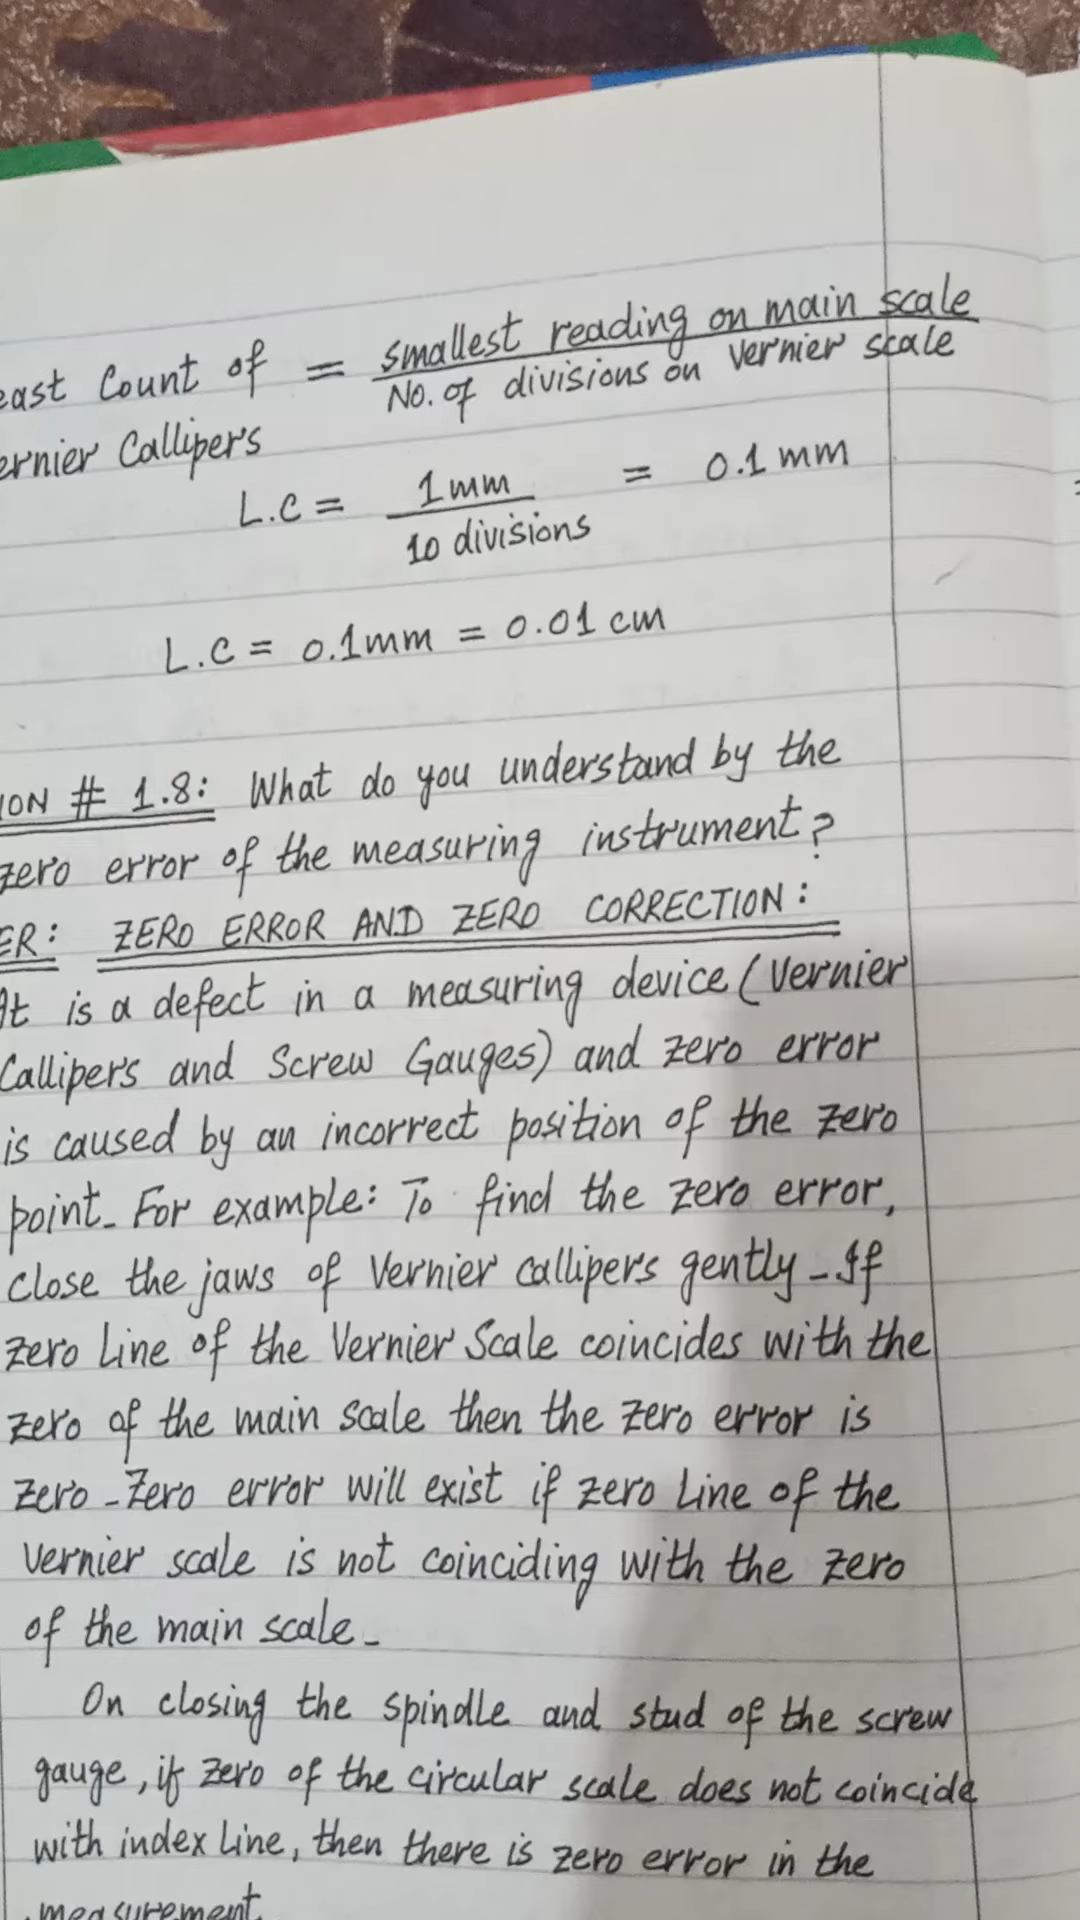 east Count of = smallest reading on main scale
No. of divisions on Vernier scale
ernier Callipers
L.C = 1mm = 0.1 mm
10 divisions
L.C = 0.1mm = 0.01 cm
ION # 1.8: What do you understand by the
zero error of the measuring instrument?
ER: ZERO ERROR AND ZERO CORRECTION:
It is a defect in a measuring device (Vernier
Callipers and Screw Gauges) and zero error
is caused by an incorrect position of the zero
point. For example: To find the zero error,
close the jaws of Vernier callipers gently. If
zero line of the Vernier Scale coincides with the
zero of the main scale then the zero error is
zero. Zero error will exist if zero line of the
Vernier scale is not coinciding with the zero
of the main scale.
On closing the spindle and stud of the screw
gauge, if zero of the circular scale does not coincide
with index line, then there is zero error in the
measurement